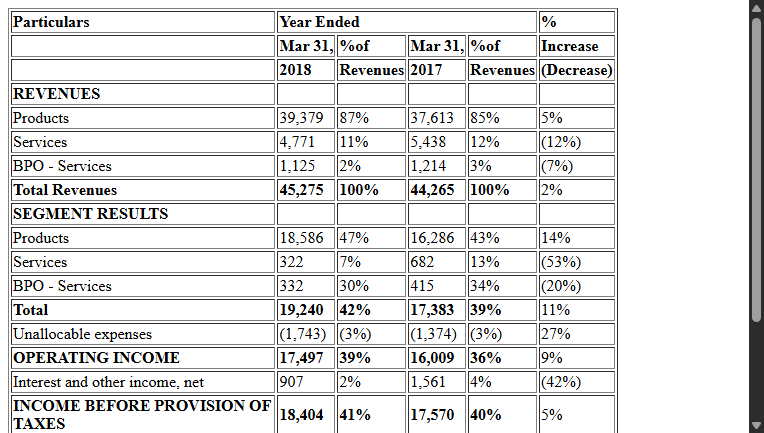 Particulars Year Ended %
Mar 31, %of Mar 31, %of Increase
2018 Revenues 2017 Revenues (Decrease)
REVENUES
Products 39,379 87% 37,613 85% 5%
Services 4,771 11% 5,438 12% (12%)
BPO - Services 1,125 2% 1,214 3% (7%)
Total Revenues 45,275 100% 44,265 100% 2%
SEGMENT RESULTS
Products 18,586 47% 16,286 43% 14%
Services 322 7% 682 13% (53%)
BPO - Services 332 30% 415 34% (20%)
Total 19,240 42% 17,383 39% 11%
Unallocable expenses (1,743) (3%) (1,374) (3%) 27%
OPERATING INCOME 17,497 39% 16,009 36% 9%
Interest and other income, net 907 2% 1,561 4% (42%)
INCOME BEFORE PROVISION OF
TAXES 18,404 41% 17,570 40% 5%